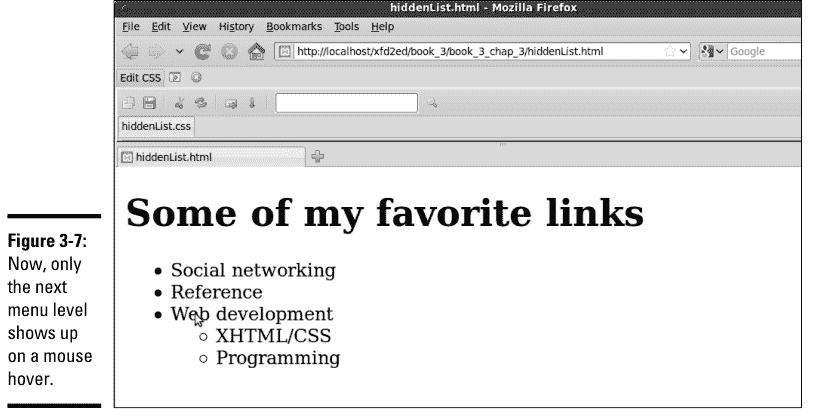 hiddenList.html - Mozilla Firefox
File Edit View History Bookmarks Tools Help
http://localhost/xfd2ed/book_3/book_3_chap_3/hiddenList.html
Google
Edit CSS
hiddenList.css
hiddenList.html
Some of my favorite links
• Social networking
• Reference
• Web development
○ XHTML/CSS
○ Programming
Figure 3-7:
Now, only
the next
menu level
shows up
on a mouse
hover.